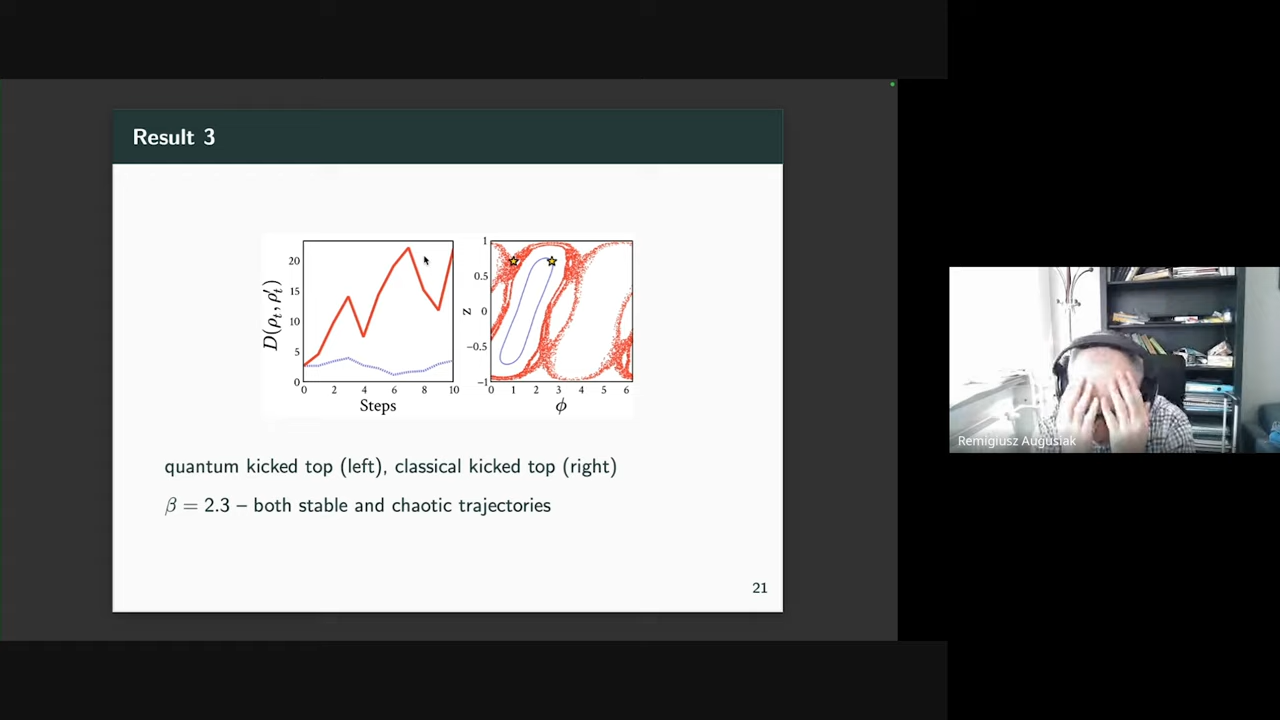 Result 3
D(ρt, ρ′t)
20
15
10
5
0
0 2 4 6 8 10
Steps
z
1
0.5
0
−0.5
−1
0 1 2 3 4 5 6
ϕ
quantum kicked top (left), classical kicked top (right)
β = 2.3 – both stable and chaotic trajectories
21
Remigiusz Augusiak